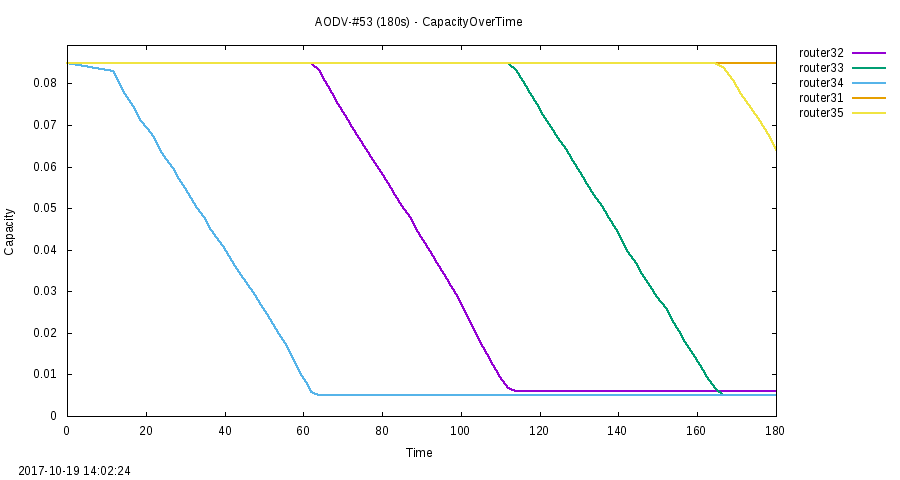 AODV-#53 (180s) - CapacityOverTime
router32
router33
router34
router31
router35
0.08
0.07
0.06
0.05
0.04
0.03
0.02
0.01
0
Capacity
0 20 40 60 80 100 120 140 160 180
Time
2017-10-19 14:02:24